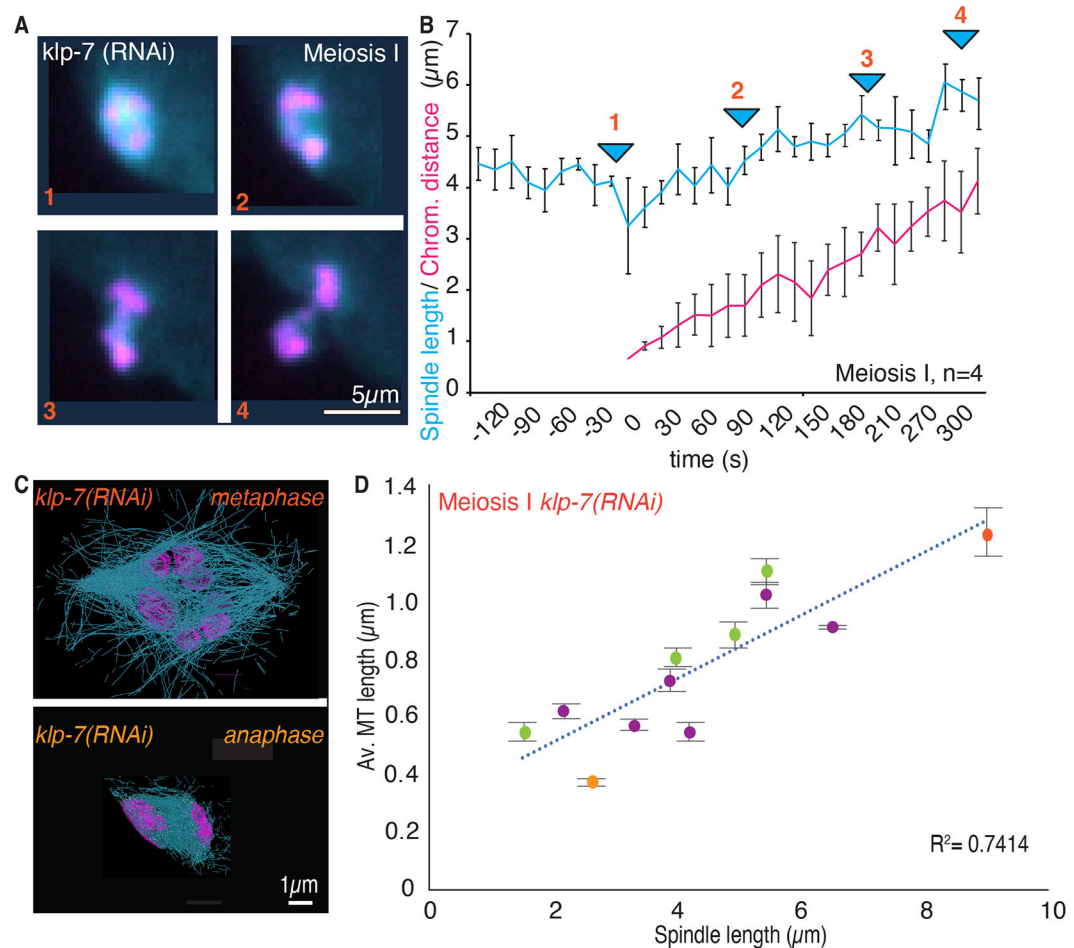 A
klp-7 (RNAi)
Meiosis I
1
2
3
4
5µm
B
Spindle length/ Chrom. distance (µm)
7
6
5
4
3
2
1
0
1
2
3
4
Meiosis I, n=4
-120
-90
-60
-30
0
30
60
90
120
150
180
210
270
300
time (s)
C
klp-7(RNAi)
metaphase
klp-7(RNAi)
anaphase
1µm
D
Meiosis I klp-7(RNAi)
Av. MT length (µm)
1.4
1.2
1.0
0.8
0.6
0.4
0.2
0
R²= 0.7414
0
2
4
6
8
10
Spindle length (µm)